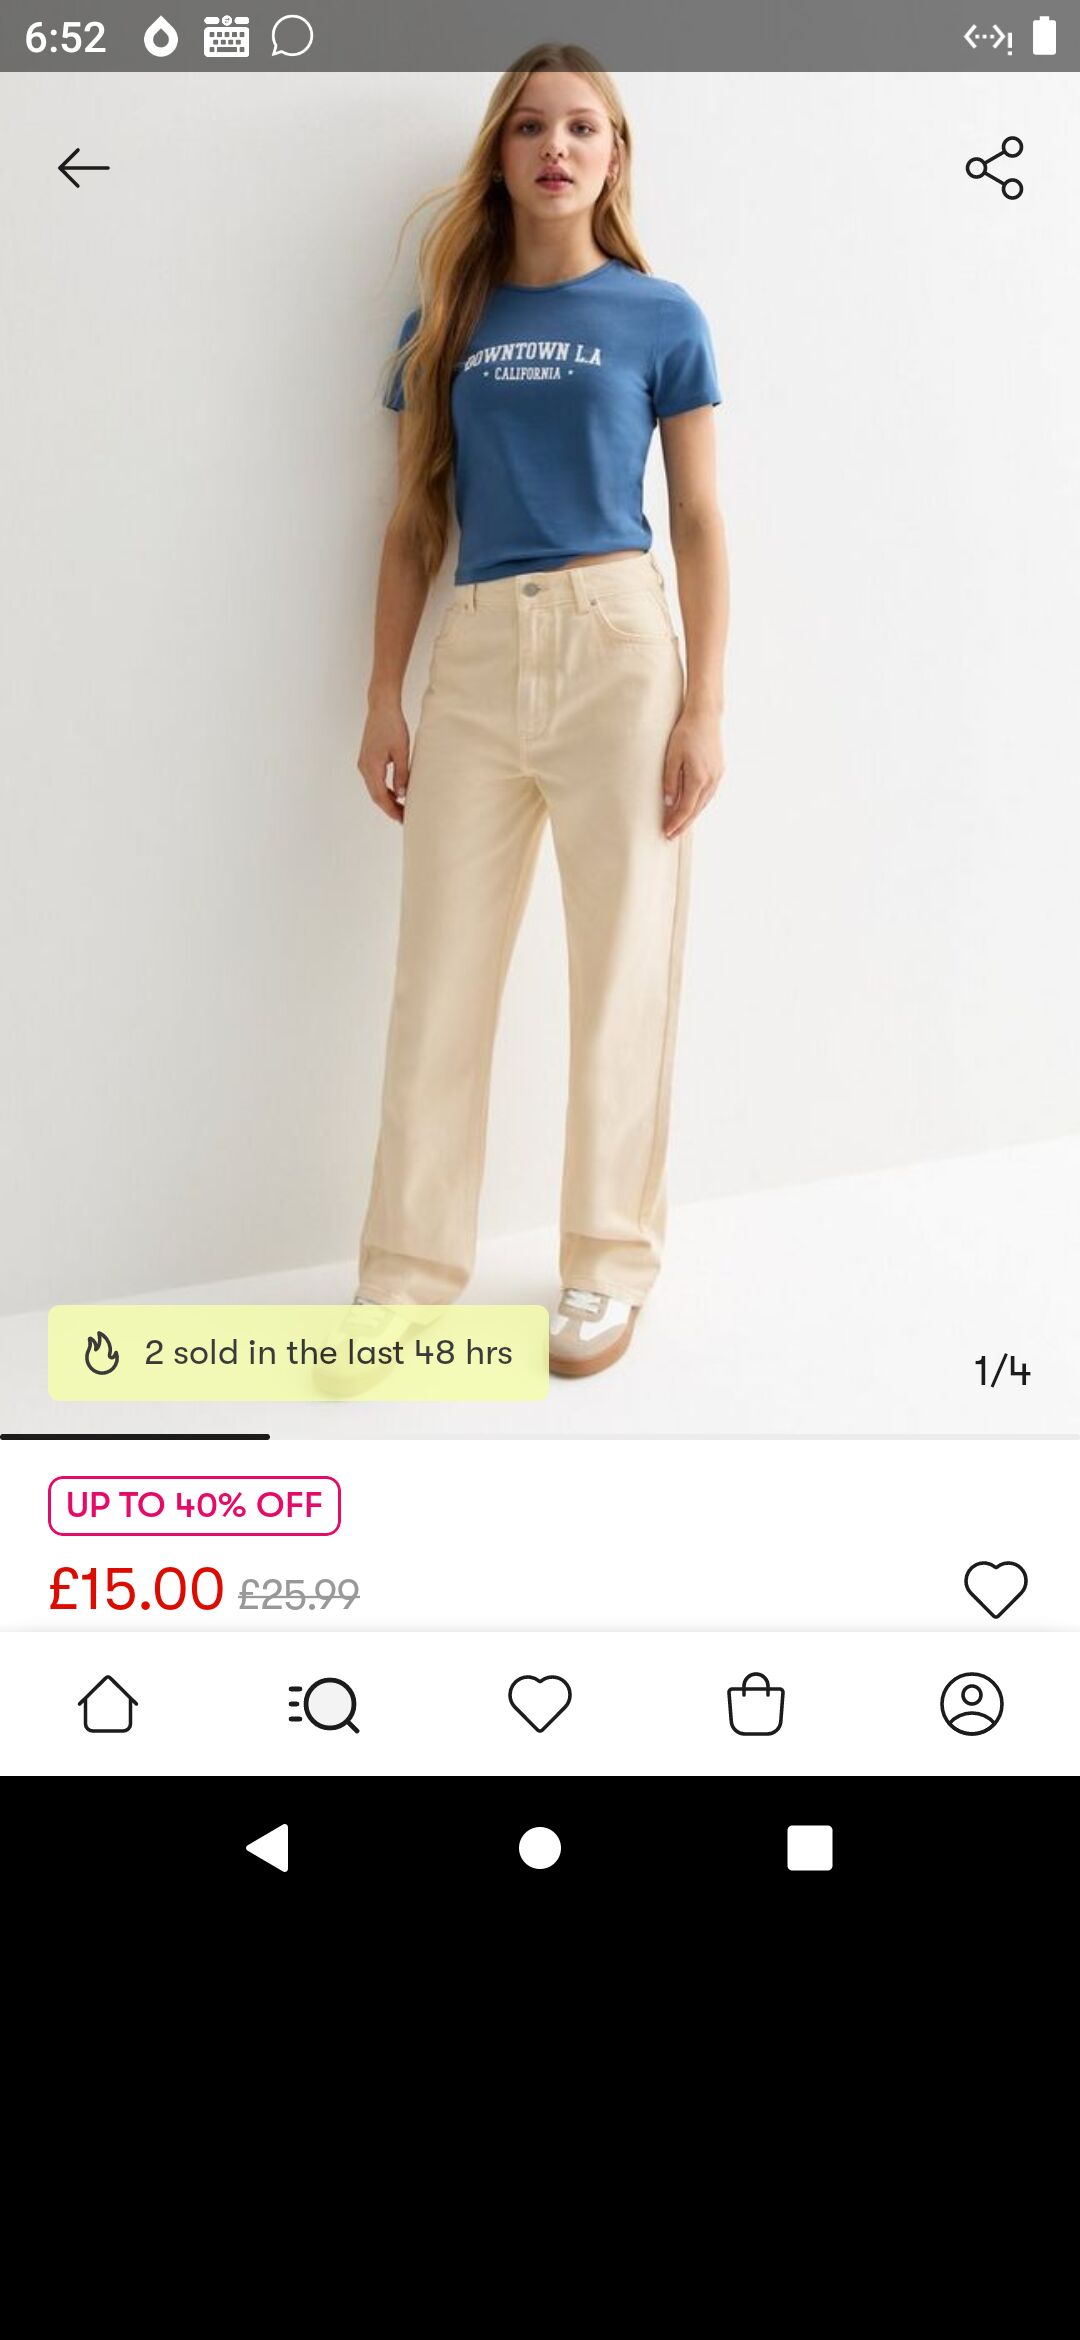 6:52
DOWNTOWN L.A
• CALIFORNIA •
2 sold in the last 48 hrs
1/4
UP TO 40% OFF
£15.00 £25.99